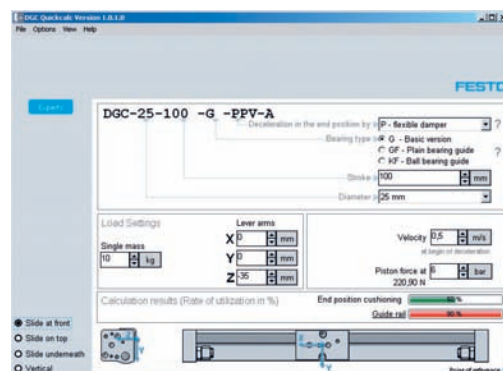 DGC Quickcalc Version 1.0.1.0
File Options View Help
FESTO
DGC-25-100 -G -PPV-A
Deceleration in the end position by P - flexible damper ?
Bearing type G - Basic version
GF - Plain bearing guide ?
KF - Ball bearing guide
Stroke 100 mm
Diameter 25 mm
Load Settings
Lever arms
Single mass
10 kg
X 0 mm
Y 0 mm
Z -35 mm
Velocity 0,5 m/s
at begin of deceleration
Piston force at 6 bar
220,90 N
Calculation results (Rate of utilization in %)
End position cushioning
Guide rail
Slide at front
Slide on top
Slide underneath
Vertical
Z
Y
X
Y
Point of reference